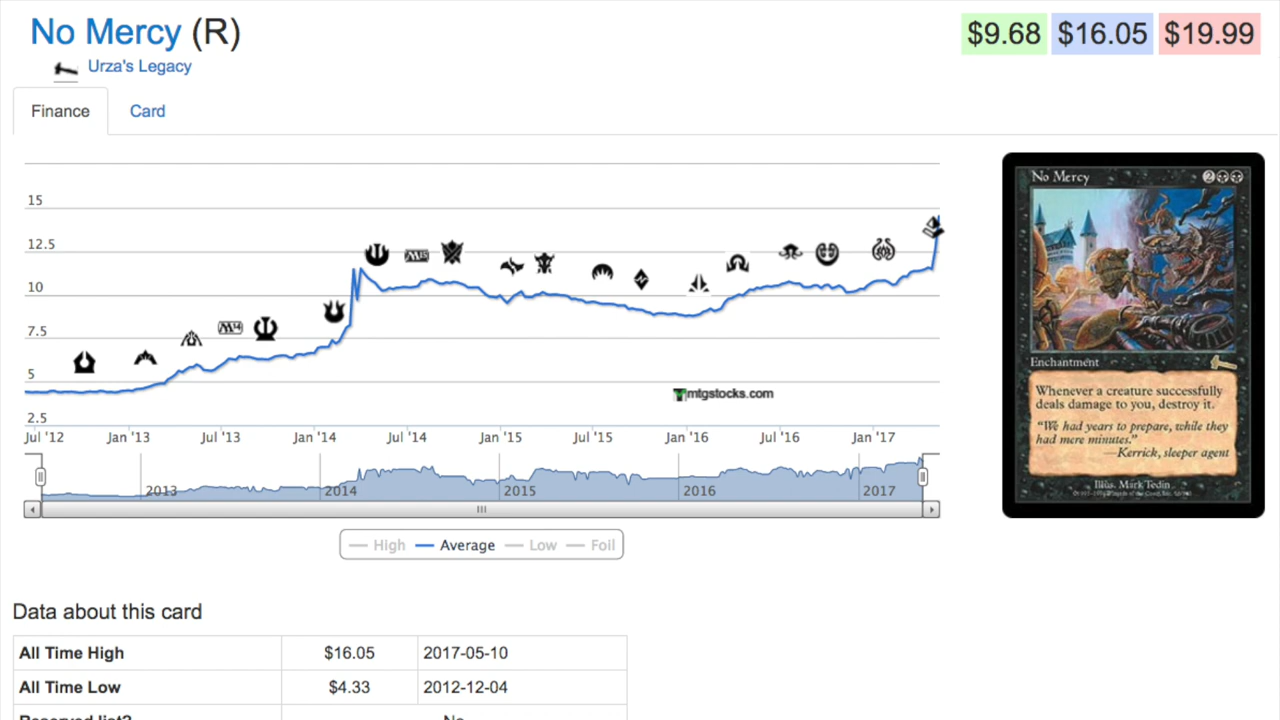 No Mercy (R)
$9.68 $16.05 $19.99
Urza's Legacy
Finance Card
15
12.5
10
7.5
5
2.5
mtgstocks.com
Jul '12 Jan '13 Jul '13 Jan '14 Jul '14 Jan '15 Jul '15 Jan '16 Jul '16 Jan '17
2013 2014 2015 2016 2017
High Average Low Foil
No Mercy 2
Enchantment
Whenever a creature successfully
deals damage to you, destroy it.
"We had years to prepare, while they
had mere minutes."
—Kerrick, sleeper agent
Illus. Mark Tedin
Data about this card
All Time High $16.05 2017-05-10
All Time Low $4.33 2012-12-04
Reserved list? No